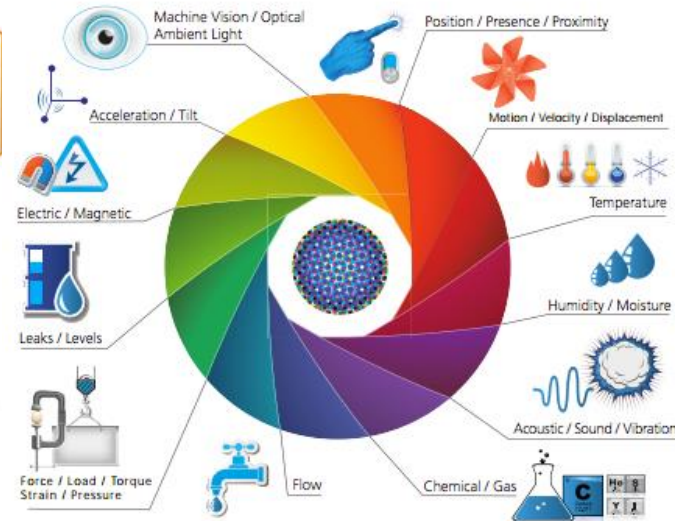 Machine Vision / Optical
Ambient Light
Position / Presence / Proximity
Acceleration / Tilt
Motion / Velocity / Displacement
Electric / Magnetic
Temperature
Leaks / Levels
Humidity / Moisture
Acoustic / Sound / Vibration
Force / Load / Torque
Strain / Pressure
Flow
Chemical / Gas
C